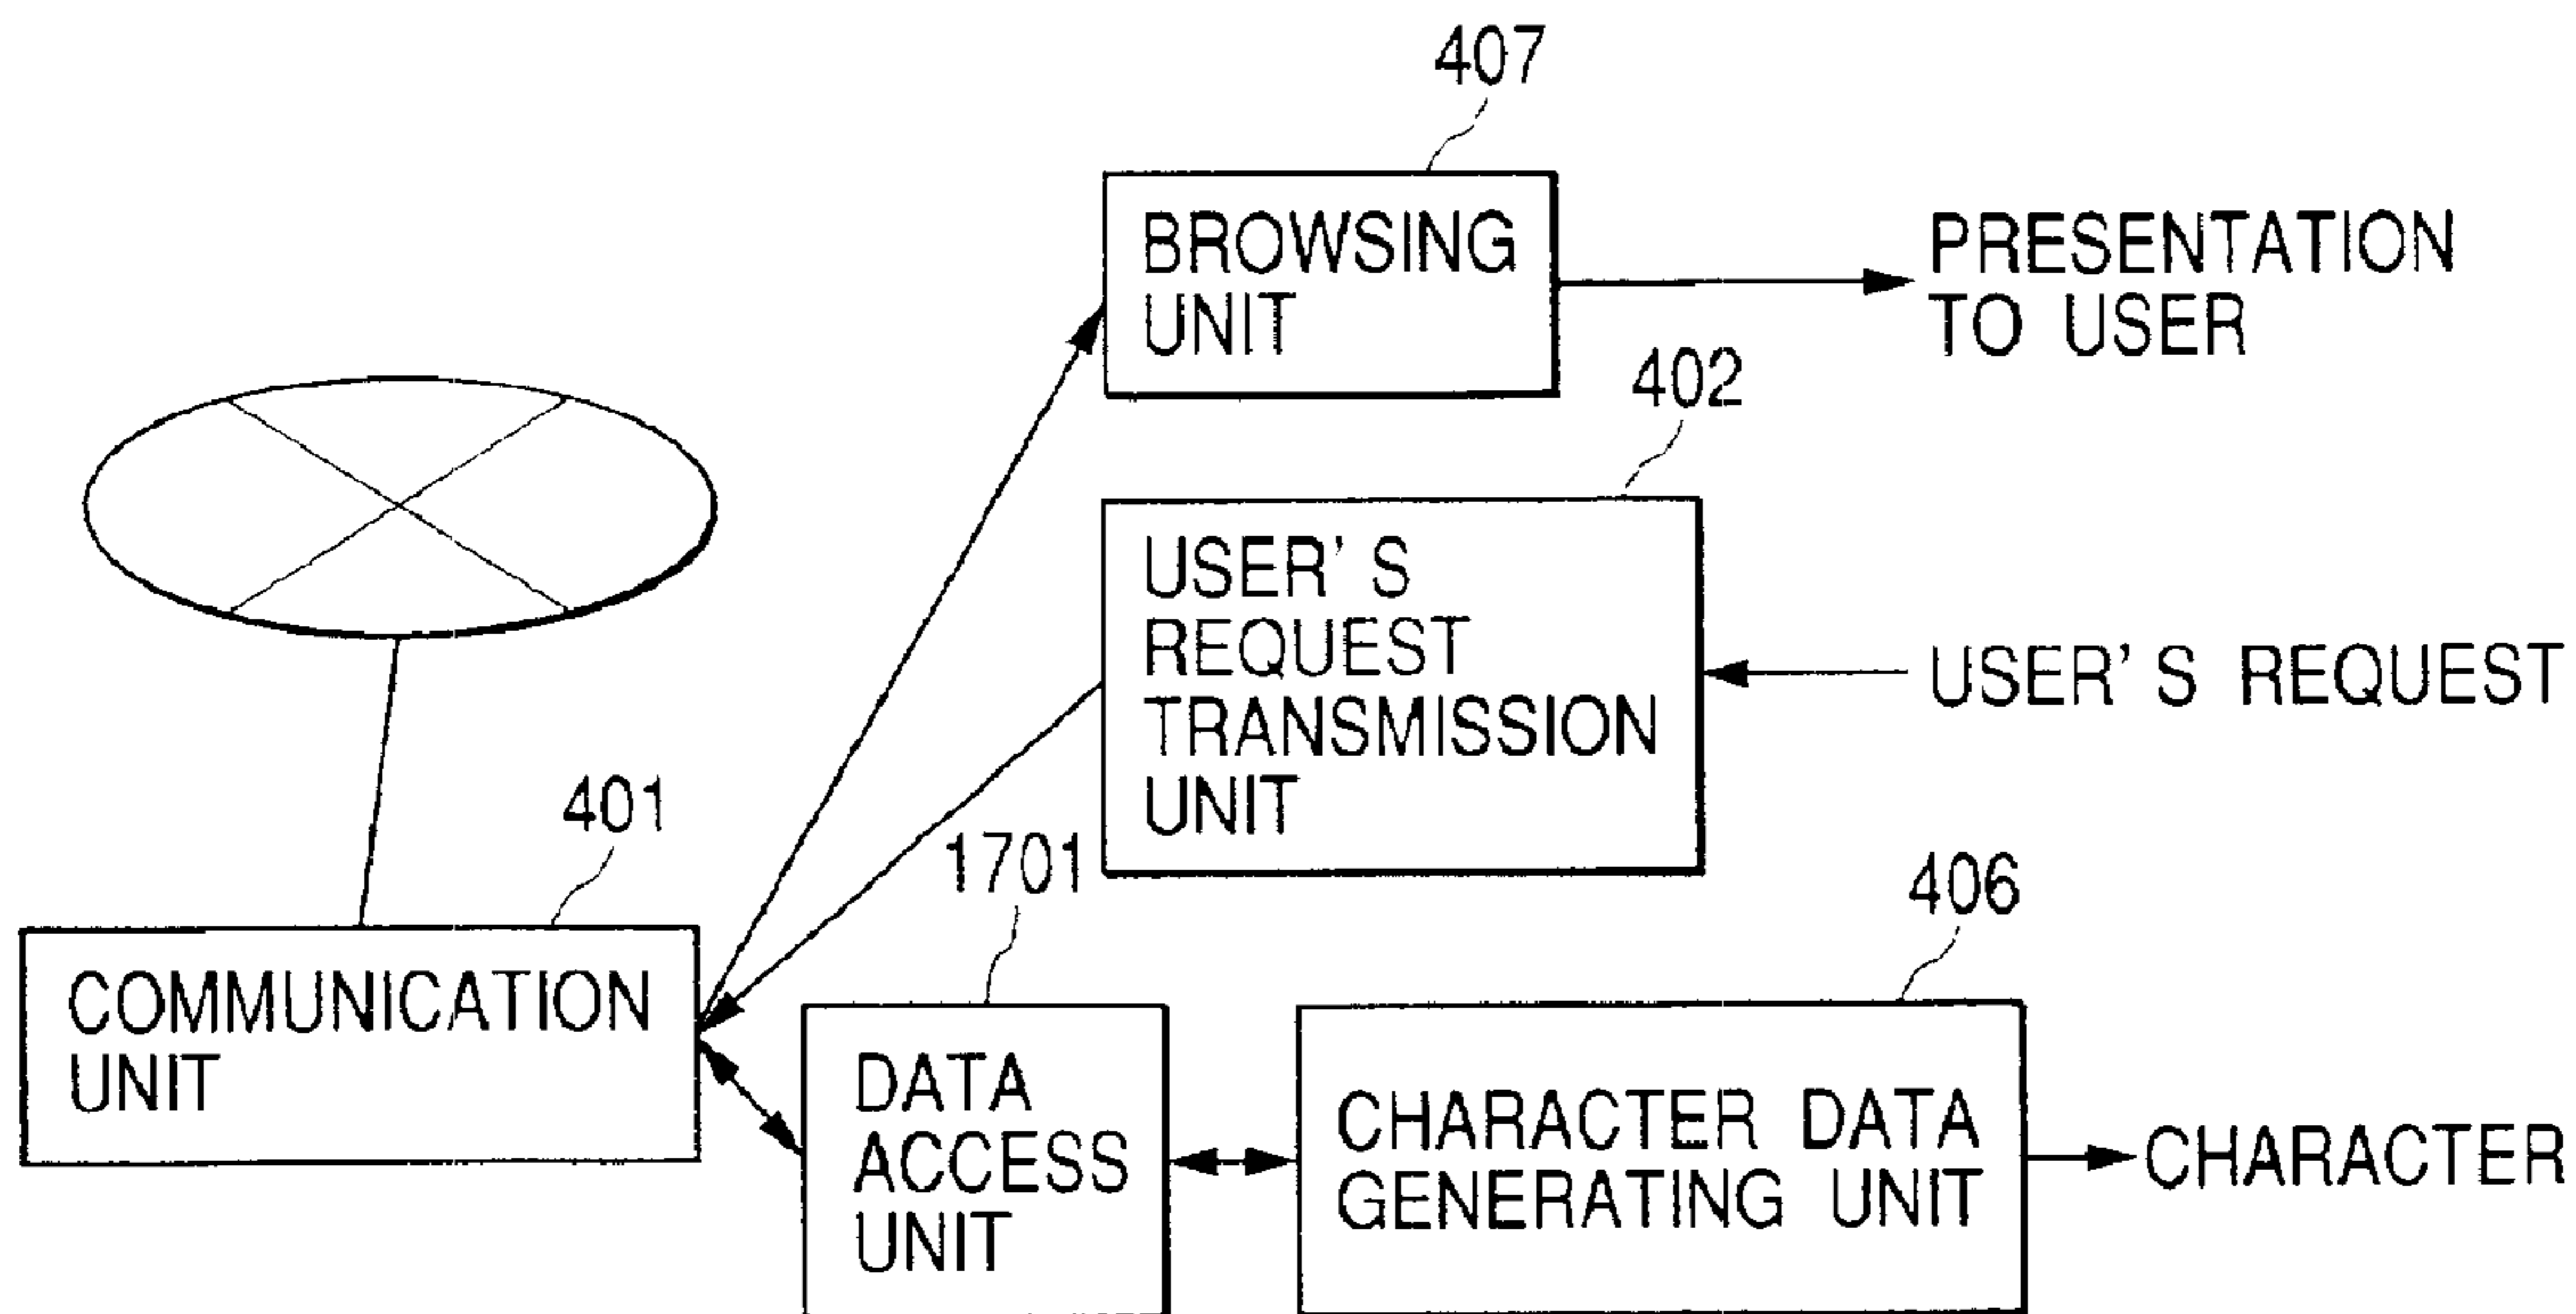 407
BROWSING
UNIT
PRESENTATION
TO USER
402
USER'S
REQUEST
TRANSMISSION
UNIT
USER'S REQUEST
401
COMMUNICATION
UNIT
1701
DATA
ACCESS
UNIT
406
CHARACTER DATA
GENERATING UNIT
CHARACTER